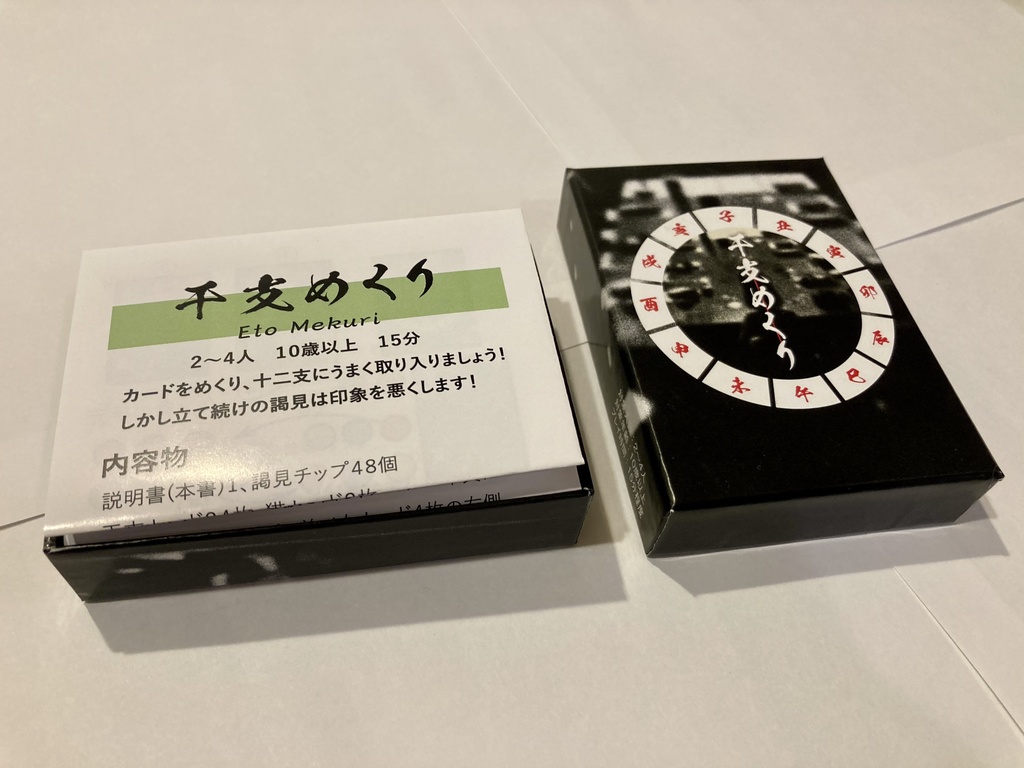 干支めくり
Eto Mekuri
2～4人 10歳以上 15分
カードをめくり、十二支にうまく取り入りましょう!
しかし立て続けの謁見は印象を悪くします!
内容物
説明書(本書)1、謁見チップ48個
干支めくり
子
丑
寅
卯
辰
巳
午
未
申
酉
戌
亥